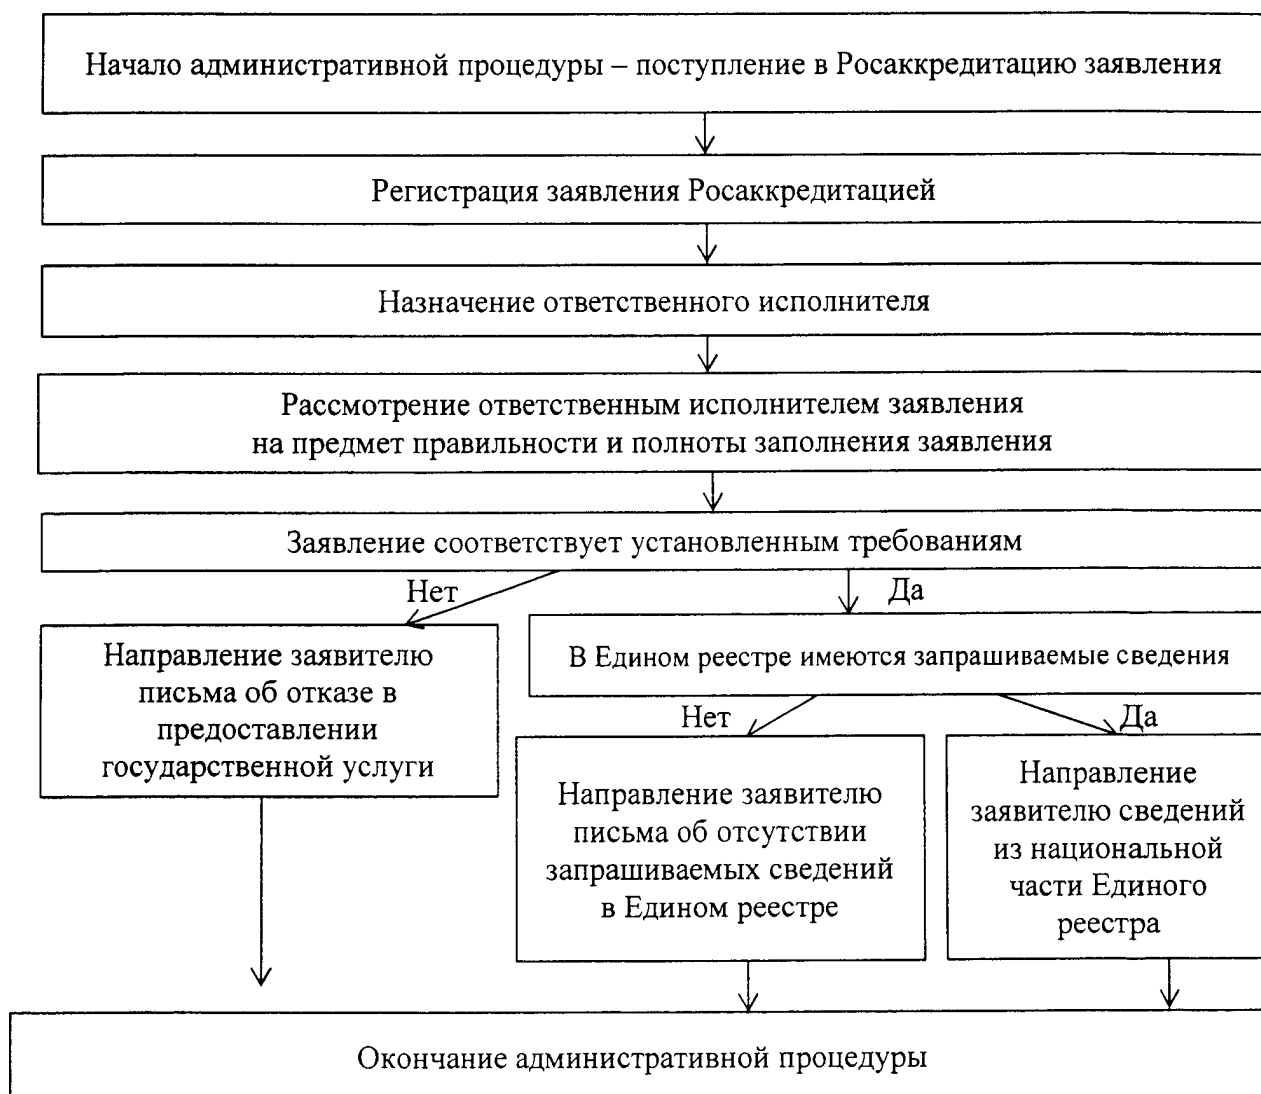 Начало административной процедуры – поступление в Росаккредитацию заявления
Регистрация заявления Росаккредитацией
Назначение ответственного исполнителя
Рассмотрение ответственным исполнителем заявления
на предмет правильности и полноты заполнения заявления
Заявление соответствует установленным требованиям
Нет
Да
Направление заявителю
письма об отказе в
предоставлении
государственной услуги
В Едином реестре имеются запрашиваемые сведения
Нет
Да
Направление заявителю
письма об отсутствии
запрашиваемых сведений
в Едином реестре
Направление
заявителю сведений
из национальной
части Единого
реестра
Окончание административной процедуры